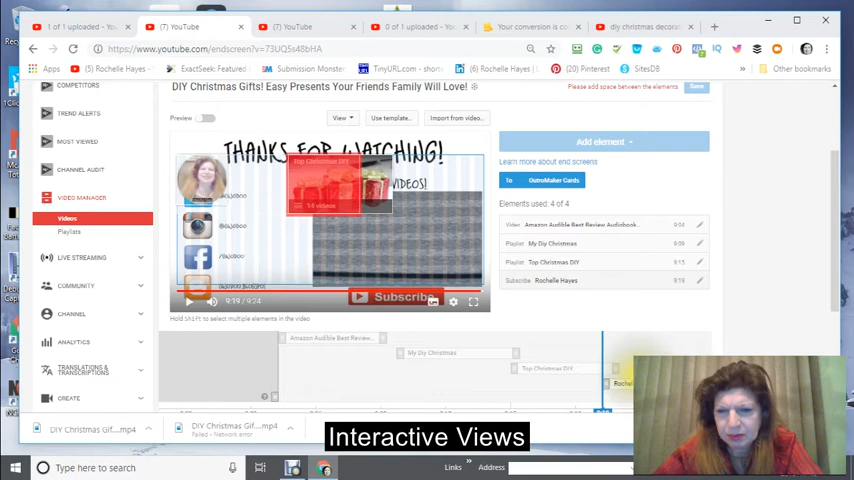 1 of 1 uploaded - You
(7) YouTube
(7) YouTube
0 of 1 uploaded - You
Your conversion is co
diy christmas decora
https://www.youtube.com/endscreen?v=73UQ5s48bHA
Apps
(5) Rochelle Hayes -
ExactSeek: Featured
Submission Monster
TinyURL.com - short
(6) Rochelle Hayes -
(20) Pinterest
SitesDB
»
Other bookmarks
COMPETITORS
TREND ALERTS
MOST VIEWED
CHANNEL AUDIT
VIDEO MANAGER
Videos
Playlists
LIVE STREAMING
COMMUNITY
CHANNEL
ANALYTICS
TRANSLATIONS &
TRANSCRIPTIONS
CREATE
DIY Christmas Gifts! Easy Presents Your Friends Family Will Love! ❄
Please add space between the elements
Save
Preview
View
Use template...
Import from video...
THANKS FOR WATCHING!
Top Christmas DIY
VIDEOS!
14 videos
Subscribe
9:19 / 9:24
Hold Shift to select multiple elements in the video
Add element
Learn more about end screens
To OutroMaker Cards
Elements used: 4 of 4
Video Amazon Audible Best Review Audiobook... 9:04
Playlist My Diy Christmas 9:09
Playlist Top Christmas DIY 9:15
Subscribe Rochelle Hayes 9:19
Amazon Audible Best Review...
My Diy Christmas
Top Christmas DIY
Rochel
DIY Christmas Gif....mp4
DIY Christmas Gif....mp4
Failed - Network error
Interactive Views
Type here to search
Links
»
Address